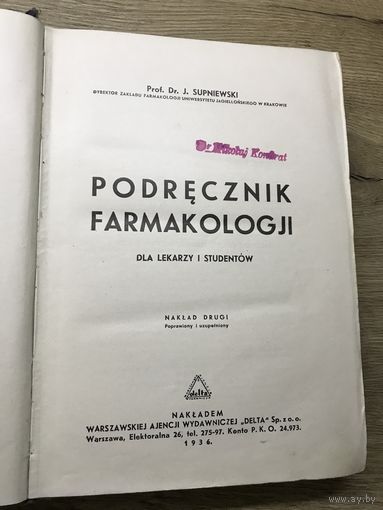 Prof. Dr. J. SUPNIEWSKI
DYREKTOR ZAKŁADU FARMAKOLOGJI UNIWERSYTETU JAGIELLOŃSKIEGO W KRAKOWIE
Dr. Mikołaj Kondrat
PODRĘCZNIK
FARMAKOLOGJI
DLA LEKARZY I STUDENTÓW
NAKŁAD DRUGI
Poprawiony i uzupełniony
delta
NAKŁADEM
WARSZAWSKIEJ AJENCJI WYDAWNICZEJ „DELTA" Sp. z o. o.
Warszawa, Elektoralna 26, tel. 275-97. Konto P. K. O. 24.973.
1936.
www.ay.by